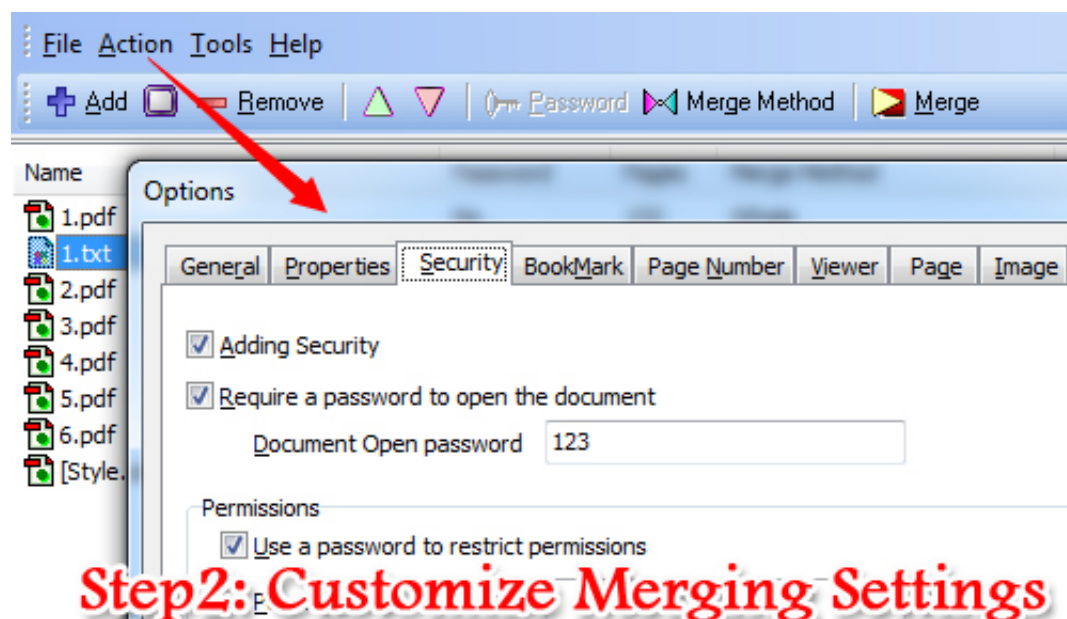 File Action Tools Help
Add Remove Password Merge Method Merge
Name
Options
1.pdf
1.txt
General Properties Security BookMark Page Number Viewer Page Image
2.pdf
3.pdf
Adding Security
4.pdf
5.pdf
Require a password to open the document
6.pdf
Document Open password 123
[Style.
Permissions
Use a password to restrict permissions
Step2: Customize Merging Settings